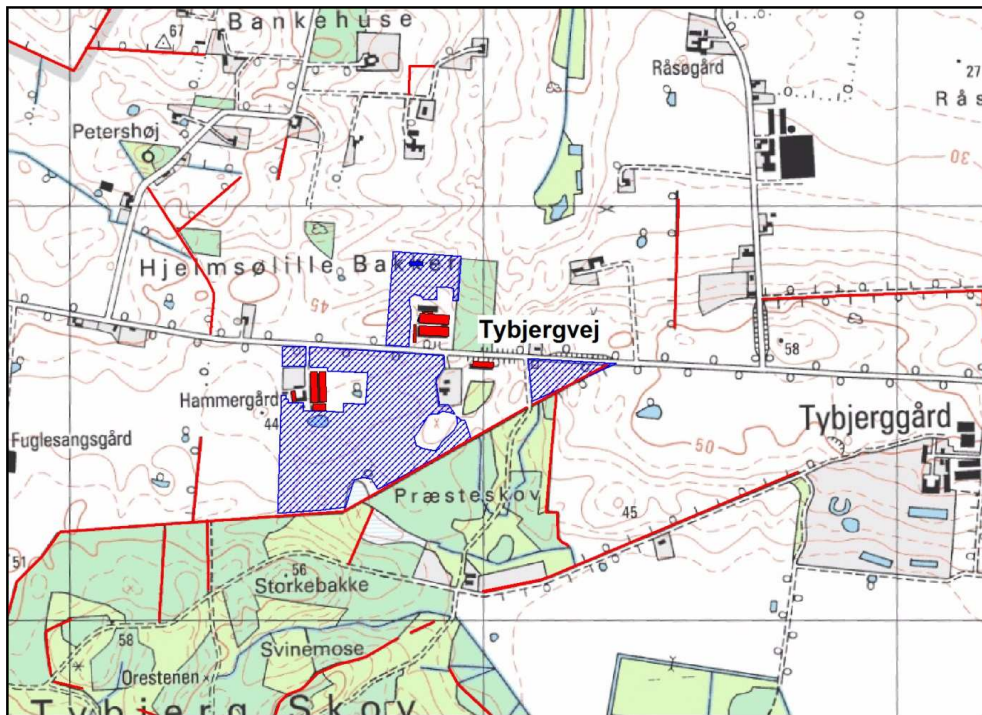 Bankehuse
67
Råsøgård
27
Rås
Petershøj
30
Hjelmsølille Bakker
45
Tybjergvej
58
Hammergård
44
Tybjerggård
50
Fuglesangsgård
Præsteskov
45
51
56
Storkebakke
58
Svinemose
Orestenen
Tybjerg Skov